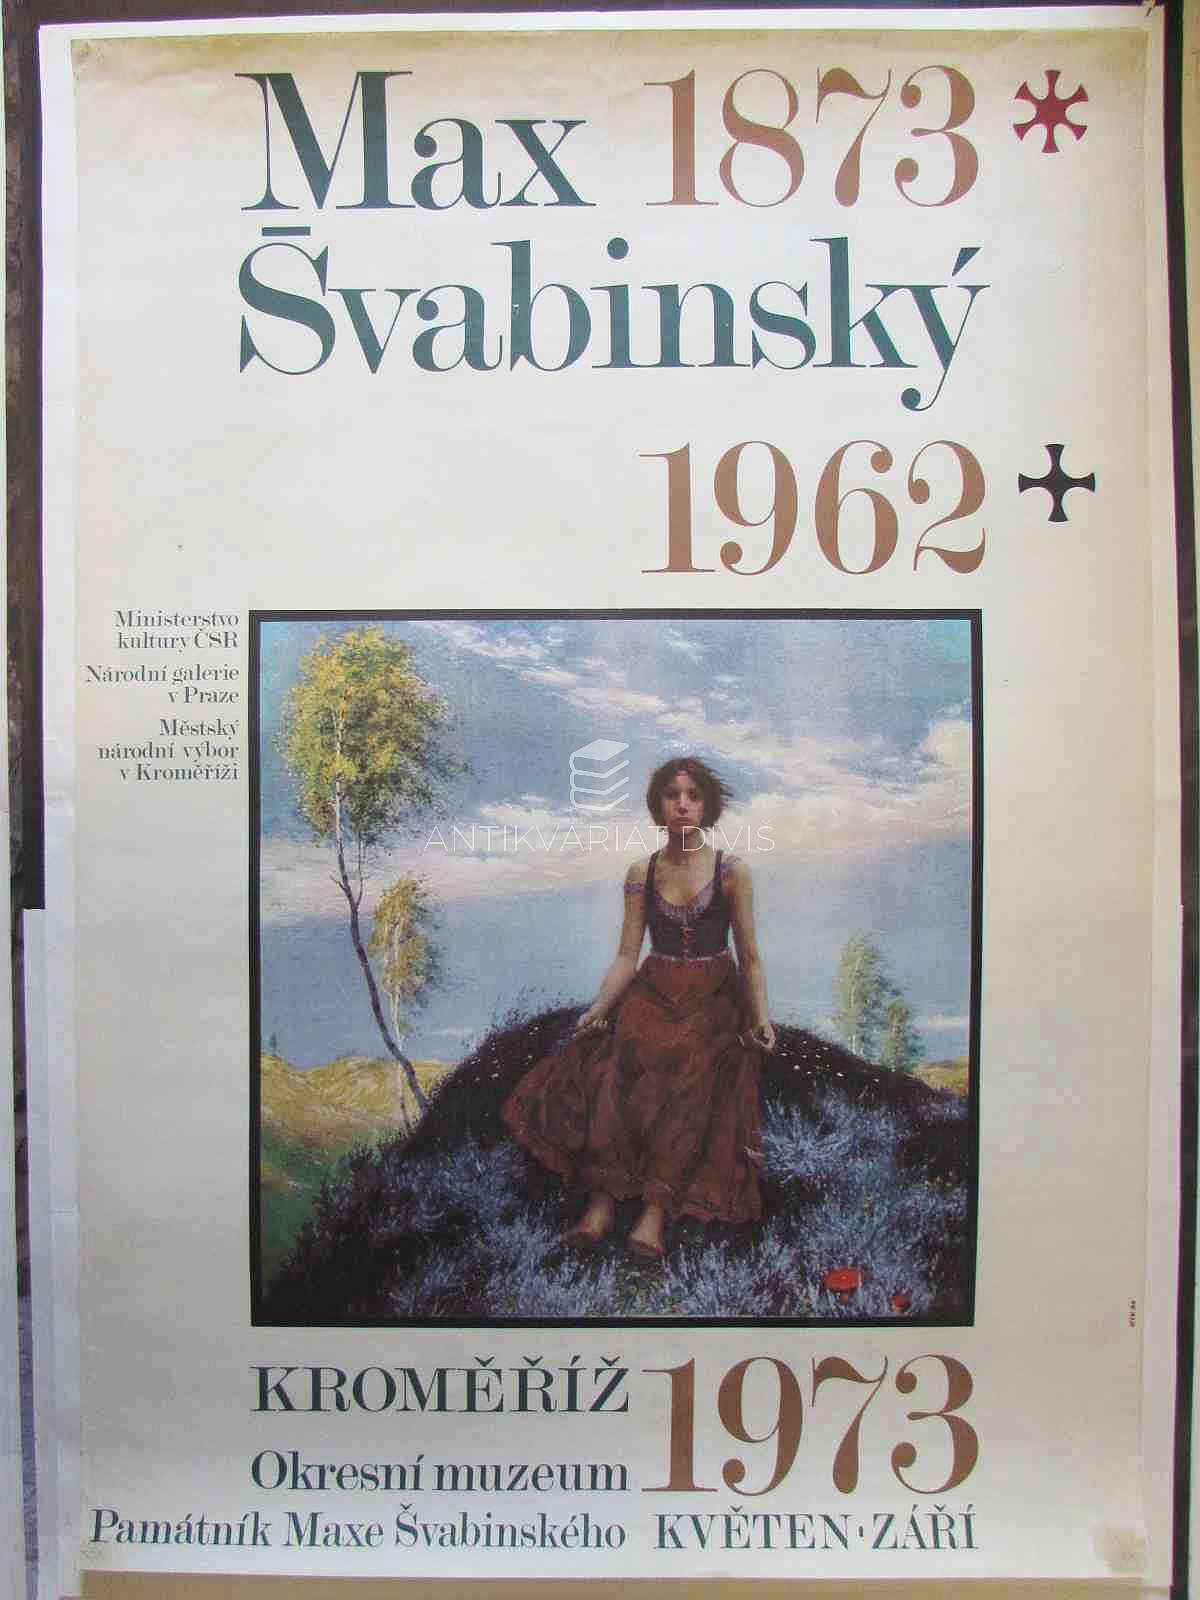 Max 1873
Švabinský
1962
Ministerstvo
kultury ČSR
Národní galerie
v Praze
Městský
národní výbor
v Kroměříži
ANTIKVARIÁT DIVIŠ
KROMĚŘÍŽ 1973
Okresní muzeum
Památník Maxe Švabinského KVĚTEN · ZÁŘÍ